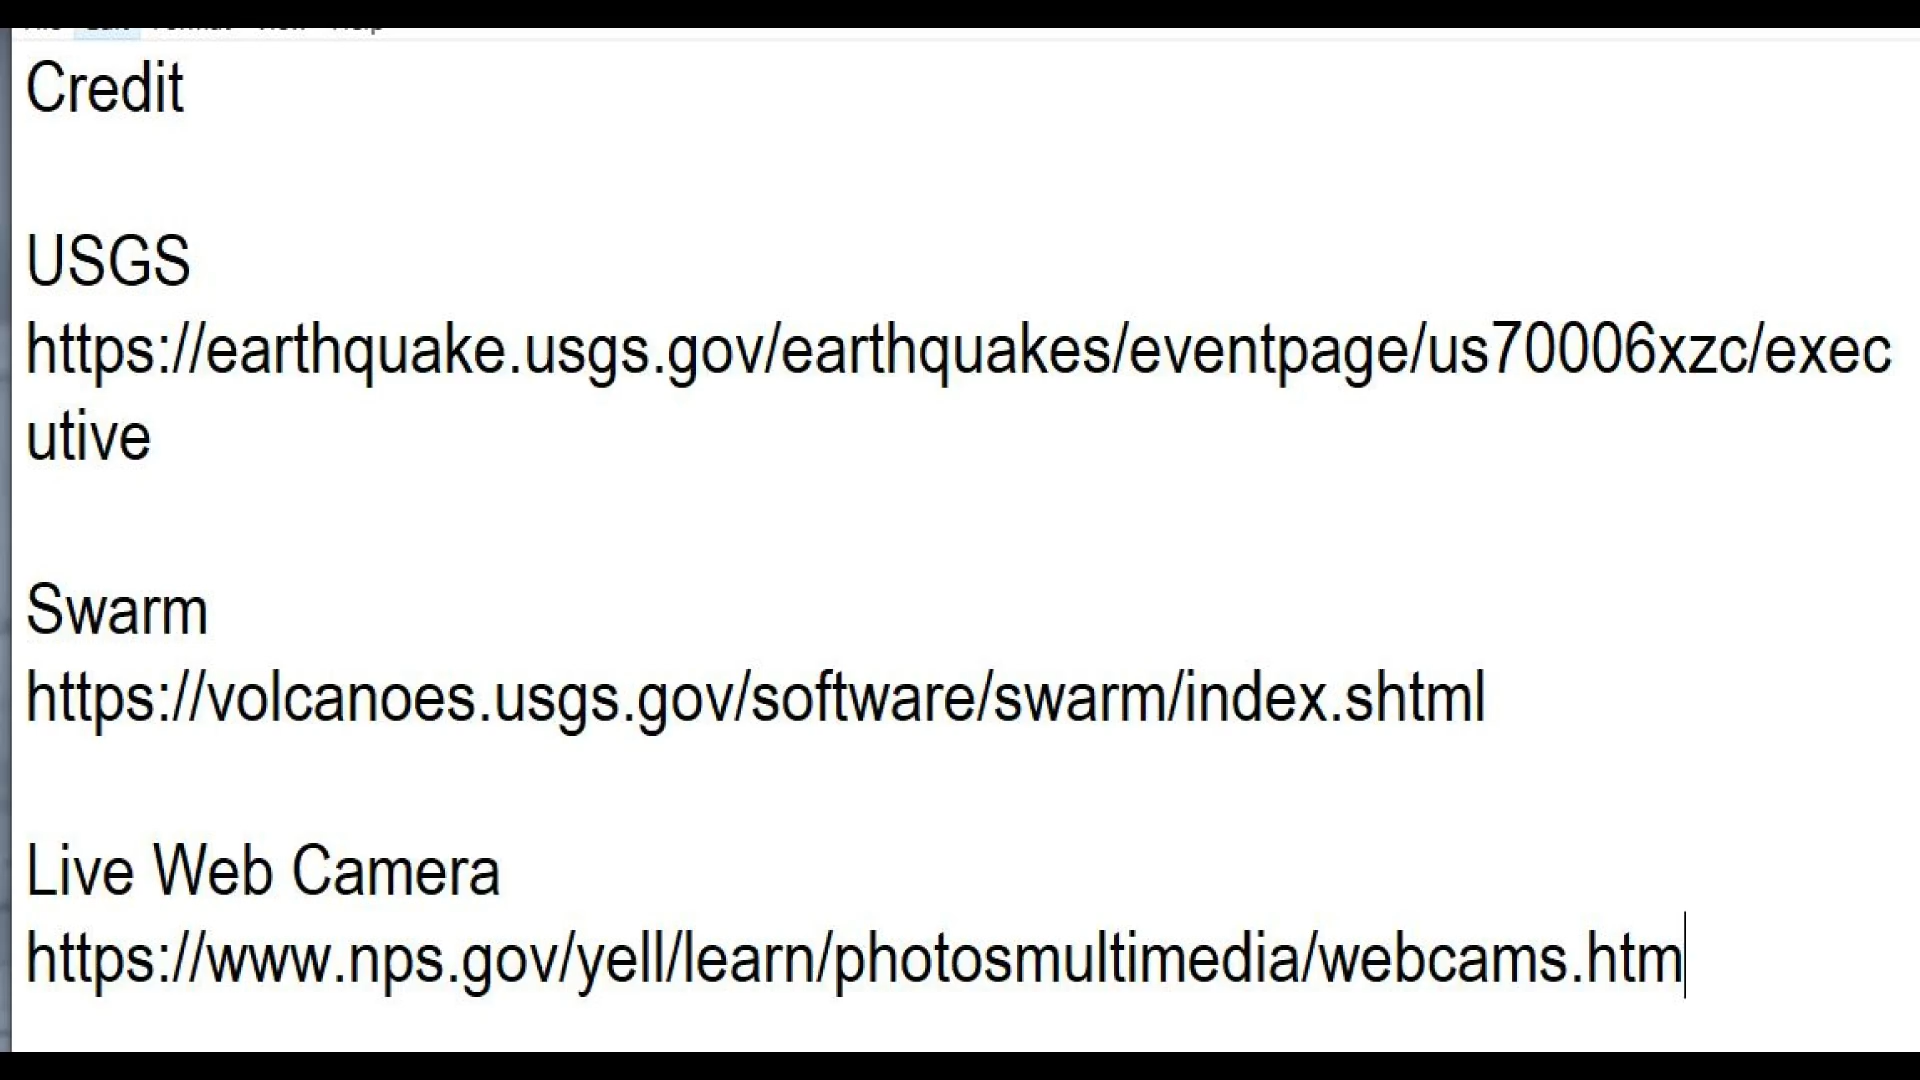 Credit
USGS
https://earthquake.usgs.gov/earthquakes/eventpage/us70006xzc/exec
utive
Swarm
https://volcanoes.usgs.gov/software/swarm/index.shtml
Live Web Camera
https://www.nps.gov/yell/learn/photosmultimedia/webcams.htm